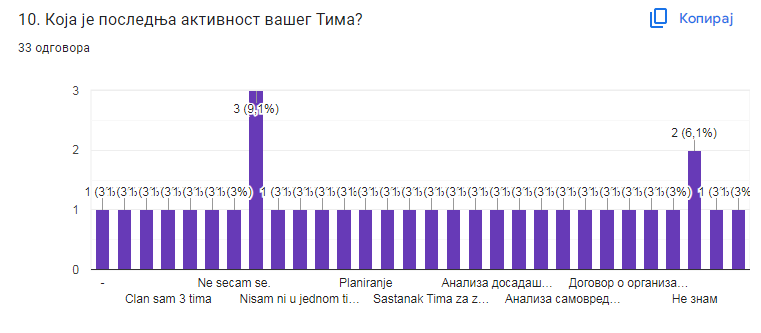 10. Која је последња активност вашег Тима?
Копирај
33 одговора
3
3 (9,1%)
2
2 (6,1%)
1
0
-
Clan sam 3 tima
Ne secam se.
Nisam ni u jednom ti…
Planiranje
Sastanak Tima za z…
Анализа досадаш…
Анализа самовред…
Договор о организа…
Не знам